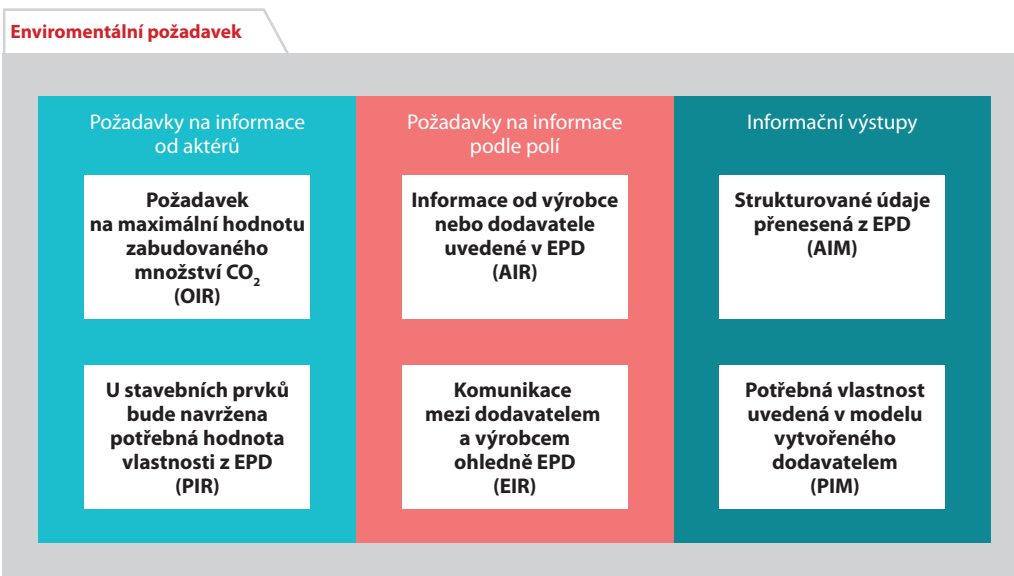 Enviromentální požadavek
Požadavky na informace
od aktérů
Požadavek
na maximální hodnotu
zabudovaného
množství CO₂
(OIR)
U stavebních prvků
bude navržena
potřebná hodnota
vlastnosti z EPD
(PIR)
Požadavky na informace
podle polí
Informace od výrobce
nebo dodavatele
uvedené v EPD
(AIR)
Komunikace
mezi dodavatelem
a výrobcem
ohledně EPD
(EIR)
Informační výstupy
Strukturované údaje
přenesená z EPD
(AIM)
Potřebná vlastnost
uvedená v modelu
vytvořeného
dodavatelem
(PIM)